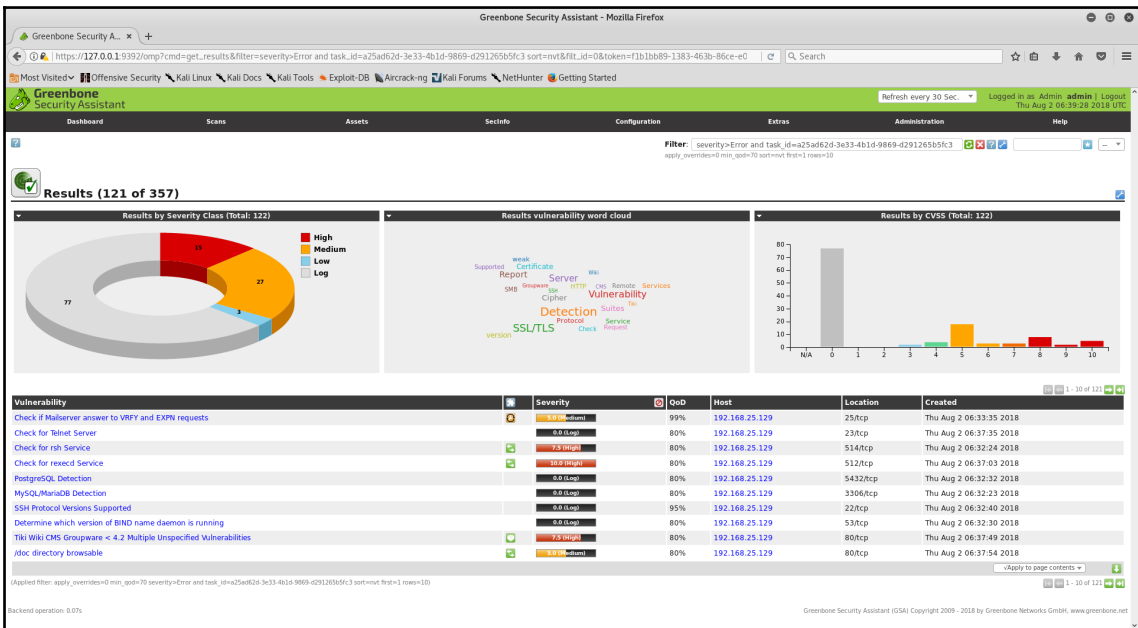 Greenbone Security Assistant - Mozilla Firefox
Greenbone Security A... × +
https://127.0.0.1:9392/omp?cmd=get_results&filter=severity>Error and task_id=a25ad62d-3e33-4b1d-9869-d291265b5fc3 sort=nvt&filt_id=0&token=f1b1bb89-1383-463b-86ce-e0 Search
Most Visited Offensive Security Kali Linux Kali Docs Kali Tools Exploit-DB Aircrack-ng Kali Forums NetHunter Getting Started
Greenbone
Security Assistant
Refresh every 30 Sec.
Logged in as Admin admin | Logout
Thu Aug 2 06:39:28 2018 UTC
Dashboard Scans Assets SecInfo Configuration Extras Administration Help
Filter: severity>Error and task_id=a25ad62d-3e33-4b1d-9869-d291265b5fc3 --
apply_overrides=0 min_qod=70 sort=nvt first=1 rows=10
Results (121 of 357)
Results by Severity Class (Total: 122)
High
Medium
Low
Log
27
77
3
Results vulnerability word cloud
weak
Supported Certificate
Report Server Wiki
SMB Groupware SSH HTTP CMS Remote Services
Cipher Vulnerability
Tiki
Detection Suites
Protocol Service
SSL/TLS Check Request
version
Results by CVSS (Total: 122)
80
70
60
50
40
30
20
10
0
N/A 0 1 2 3 4 5 6 7 8 9 10
1 - 10 of 121
Vulnerability Severity QoD Host Location Created
Check if Mailserver answer to VRFY and EXPN requests 5.0 (Medium) 99% 192.168.25.129 25/tcp Thu Aug 2 06:33:35 2018
Check for Telnet Server 0.0 (Log) 80% 192.168.25.129 23/tcp Thu Aug 2 06:37:35 2018
Check for rsh Service 7.5 (High) 80% 192.168.25.129 514/tcp Thu Aug 2 06:32:24 2018
Check for rexecd Service 10.0 (High) 80% 192.168.25.129 512/tcp Thu Aug 2 06:37:03 2018
PostgreSQL Detection 0.0 (Log) 80% 192.168.25.129 5432/tcp Thu Aug 2 06:32:32 2018
MySQL/MariaDB Detection 0.0 (Log) 80% 192.168.25.129 3306/tcp Thu Aug 2 06:32:23 2018
SSH Protocol Versions Supported 0.0 (Log) 95% 192.168.25.129 22/tcp Thu Aug 2 06:32:40 2018
Determine which version of BIND name daemon is running 0.0 (Log) 80% 192.168.25.129 53/tcp Thu Aug 2 06:32:30 2018
Tiki Wiki CMS Groupware < 4.2 Multiple Unspecified Vulnerabilities 7.5 (High) 80% 192.168.25.129 80/tcp Thu Aug 2 06:37:49 2018
/doc directory browsable 5.0 (Medium) 80% 192.168.25.129 80/tcp Thu Aug 2 06:37:54 2018
√Apply to page contents
(Applied filter: apply_overrides=0 min_qod=70 severity>Error and task_id=a25ad62d-3e33-4b1d-9869-d291265b5fc3 sort=nvt first=1 rows=10) 1 - 10 of 121
Backend operation: 0.07s Greenbone Security Assistant (GSA) Copyright 2009 - 2018 by Greenbone Networks GmbH, www.greenbone.net